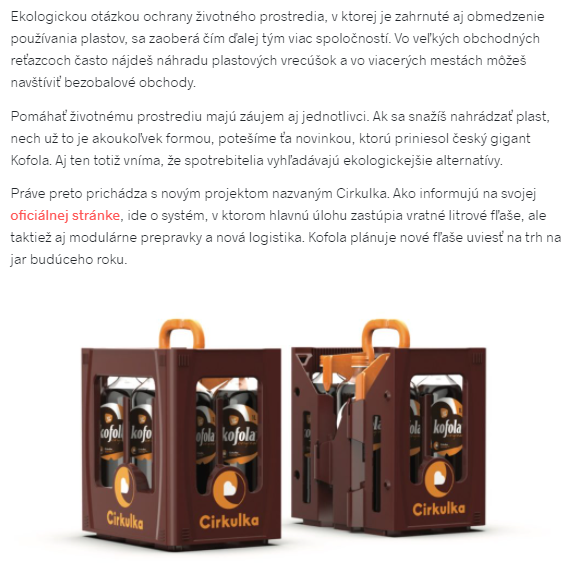 Ekologickou otázkou ochrany životného prostredia, v ktorej je zahrnuté aj obmedzenie
používania plastov, sa zaoberá čím ďalej tým viac spoločností. Vo veľkých obchodných
reťazcoch často nájdeš náhradu plastových vrecúšok a vo viacerých mestách môžeš
navštíviť bezobalové obchody.
Pomáhať životnému prostrediu majú záujem aj jednotlivci. Ak sa snažíš nahrádzať plast,
nech už to je akoukoľvek formou, potešíme ťa novinkou, ktorú priniesol český gigant
Kofola. Aj ten totiž vníma, že spotrebitelia vyhľadávajú ekologickejšie alternatívy.
Práve preto prichádza s novým projektom nazvaným Cirkulka. Ako informujú na svojej
oficiálnej stránke, ide o systém, v ktorom hlavnú úlohu zastúpia vratné litrové fľaše, ale
taktiež aj modulárne prepravky a nová logistika. Kofola plánuje nové fľaše uviesť na trh na
jar budúceho roku.
kofola
kofola
Cirkulka
Cirkulka